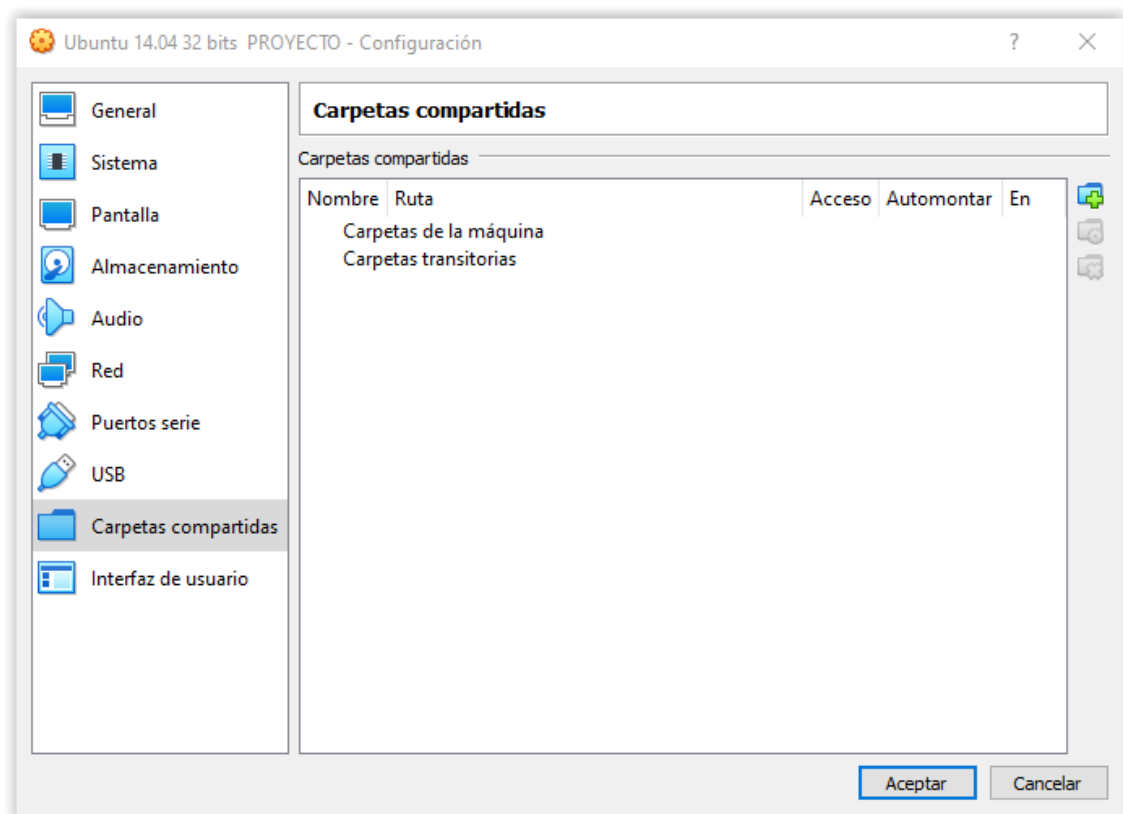 Ubuntu 14.04 32 bits PROYECTO - Configuración ?
General
Sistema
Pantalla
Almacenamiento
Audio
Red
Puertos serie
USB
Carpetas compartidas
Interfaz de usuario
Carpetas compartidas
Carpetas compartidas
Nombre Ruta Acceso Automontar En
Carpetas de la máquina
Carpetas transitorias
Aceptar Cancelar